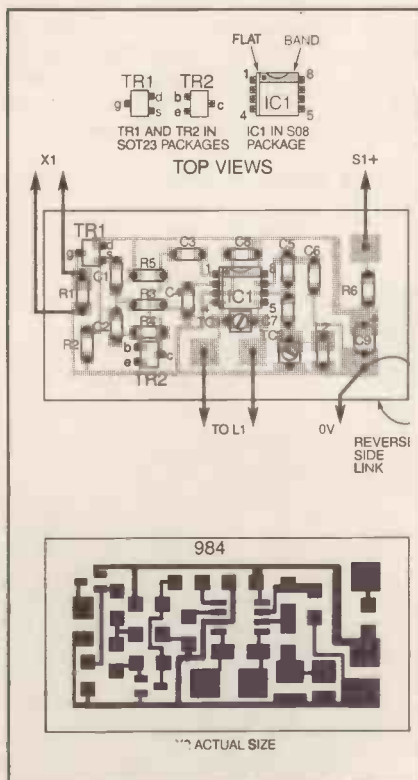 FLAT BAND
TR1 TR2
g d s b e c
1 8
IC1
4 5
TR1 AND TR2 IN
SOT23 PACKAGES
IC1 IN S08
PACKAGE
TOP VIEWS
X1 S1+
TR1
g d s
C1 R5 C3 C8 C5 C6
R1 R3 C4 1 8 IC1 R6
R2 C2 R4 5 C7
b c C9
e
TR2
TO L1 0V
REVERSE
SIDE
LINK
984
ACTUAL SIZE